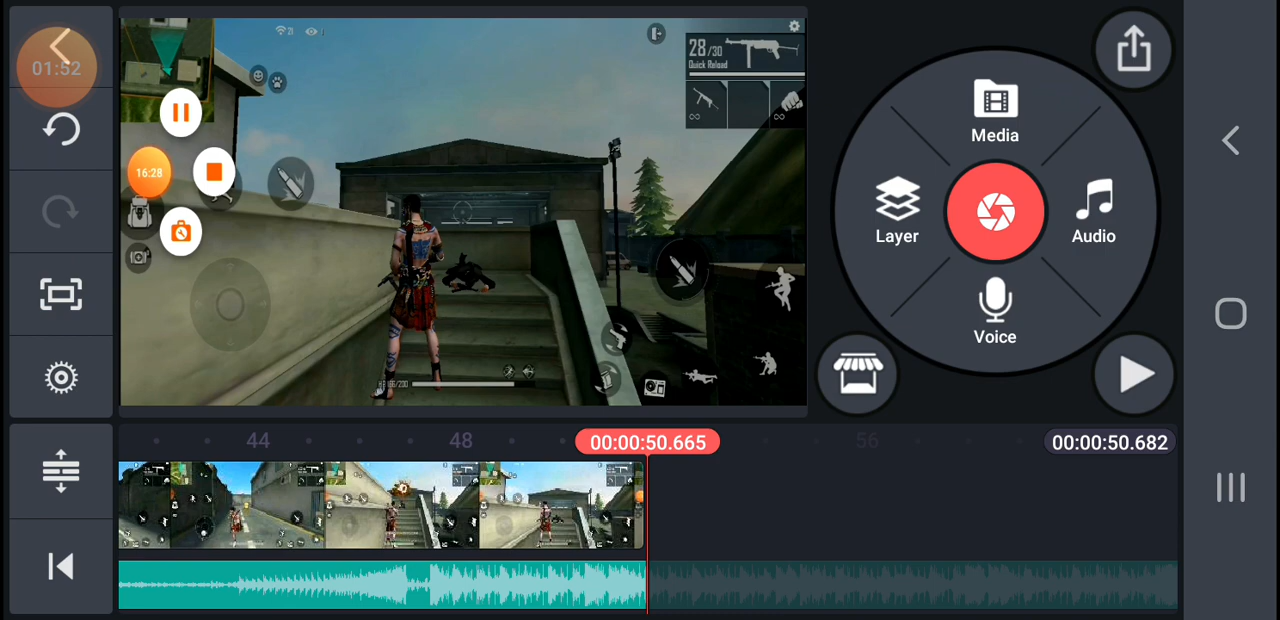 01:52
21
28/30
Quick Reload
16:28
∞
∞
Media
Layer
Audio
Voice
44
48
00:00:50.665
56
00:00:50.682